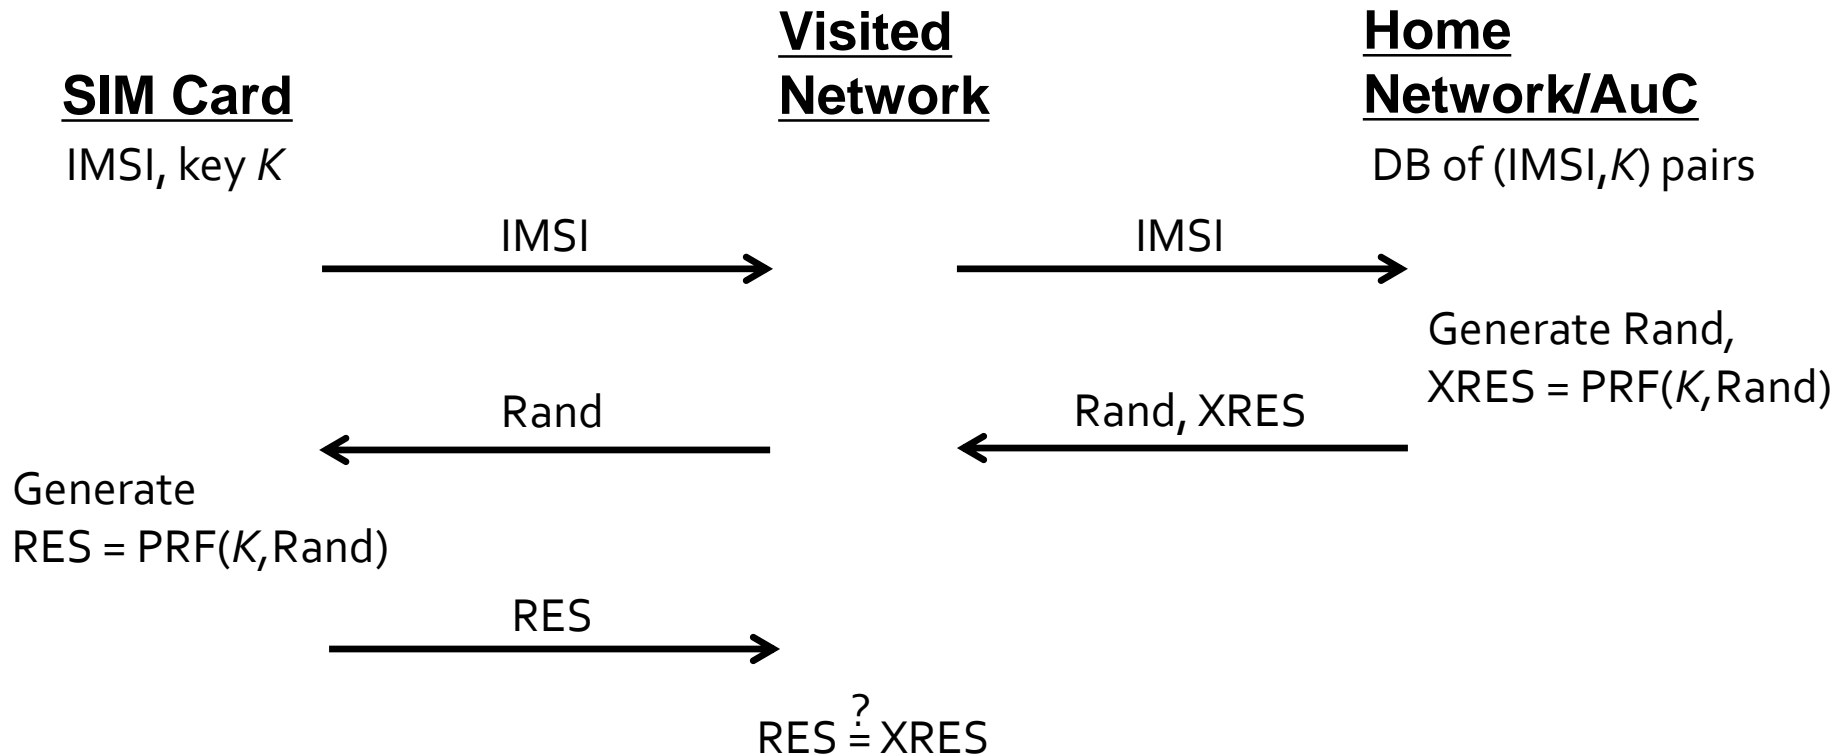 SIM Card
IMSI, key K
Visited
Network
Home
Network/AuC
DB of (IMSI,K) pairs
IMSI
IMSI
Generate Rand,
XRES = PRF(K,Rand)
Rand, XRES
Rand
Generate
RES = PRF(K,Rand)
RES
?
RES = XRES